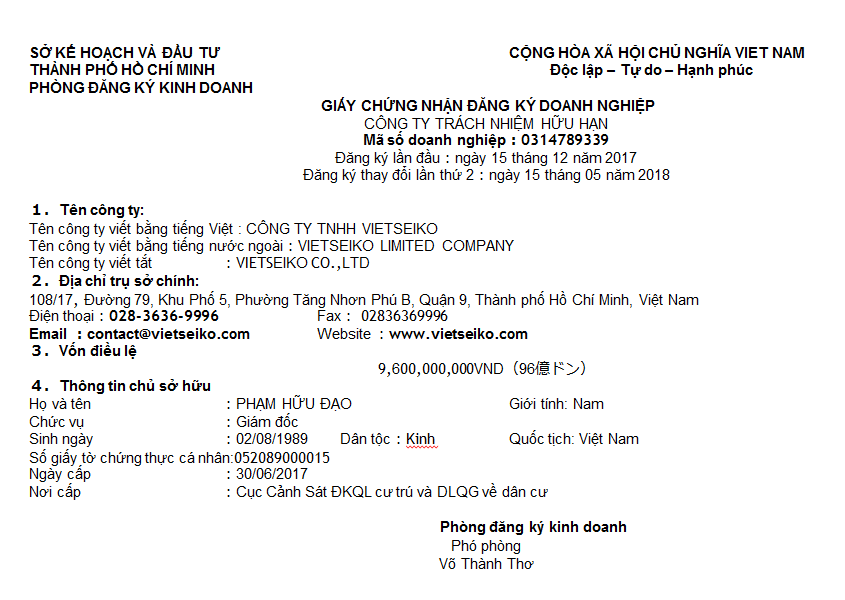 SỞ KẾ HOẠCH VÀ ĐẦU TƯ
THÀNH PHỐ HỒ CHÍ MINH
PHÒNG ĐĂNG KÝ KINH DOANH
CỘNG HÒA XÃ HỘI CHỦ NGHĨA VIET NAM
Độc lập – Tự do – Hạnh phúc
GIẤY CHỨNG NHẬN ĐĂNG KÝ DOANH NGHIỆP
CÔNG TY TRÁCH NHIỆM HỮU HẠN
Mã số doanh nghiệp : 0314789339
Đăng ký lần đầu : ngày 15 tháng 12 năm 2017
Đăng ký thay đổi lần thứ 2 : ngày 15 tháng 05 năm 2018
1. Tên công ty:
Tên công ty viết bằng tiếng Việt : CÔNG TY TNHH VIETSEIKO
Tên công ty viết bằng tiếng nước ngoài : VIETSEIKO LIMITED COMPANY
Tên công ty viết tắt : VIETSEIKO CO.,LTD
2. Địa chỉ trụ sở chính:
108/17, Đường 79, Khu Phố 5, Phường Tăng Nhơn Phú B, Quận 9, Thành phố Hồ Chí Minh, Việt Nam
Điện thoại : 028-3636-9996 Fax : 02836369996
Email : contact@vietseiko.com Website : www.vietseiko.com
3. Vốn điều lệ
9,600,000,000VND（96億ドン）
4. Thông tin chủ sở hữu
Họ và tên : PHẠM HỮU ĐẠO Giới tính: Nam
Chức vụ : Giám đốc
Sinh ngày : 02/08/1989 Dân tộc : Kinh Quốc tịch: Việt Nam
Số giấy tờ chứng thực cá nhân:052089000015
Ngày cấp : 30/06/2017
Nơi cấp : Cục Cảnh Sát ĐKQL cư trú và DLQG về dân cư
Phòng đăng ký kinh doanh
Phó phòng
Võ Thành Thơ